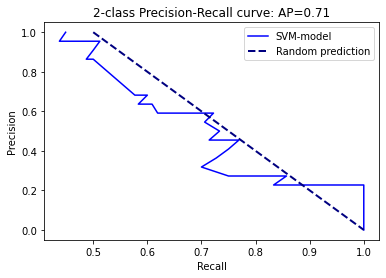 2-class Precision-Recall curve: AP=0.71
SVM-model
Random prediction
Precision
1.0
0.8
0.6
0.4
0.2
0.0
0.5 0.6 0.7 0.8 0.9 1.0
Recall